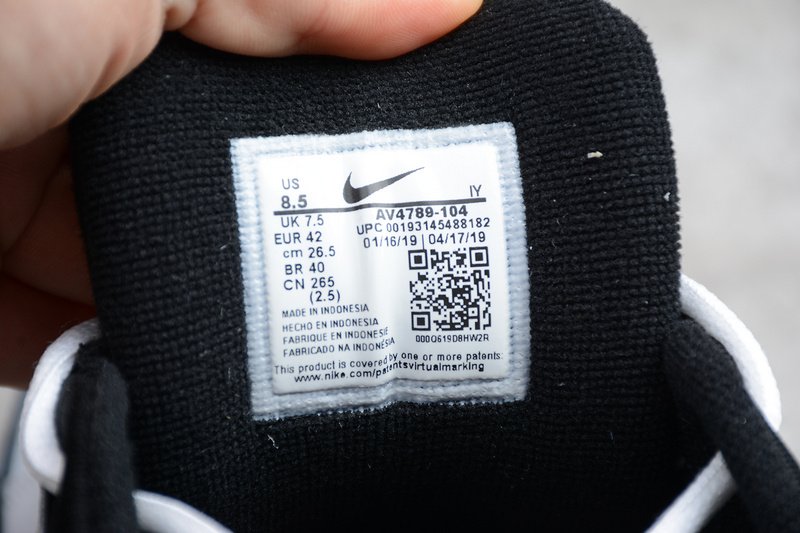 US
8.5
IY
UK 7.5
EUR 42
cm 26.5
BR 40
CN 265
(2.5)
AV4789-104
UPC 00193145488182
01/16/19 | 04/17/19
0000619D8HW2R
MADE IN INDONESIA
HECHO EN INDONESIA
FABRIQUE EN INDONESIE
FABRICADO NA INDONÉSIA
This product is covered by one or more patents
www.nike.com/patentsvirtualmarking